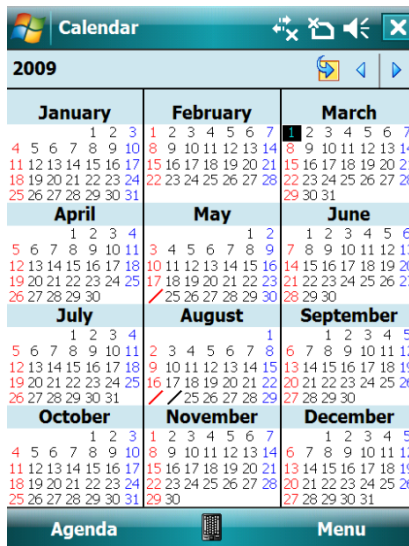 Calendar
2009
January
1 2 3
4 5 6 7 8 9 10
11 12 13 14 15 16 17
18 19 20 21 22 23 24
25 26 27 28 29 30 31
February
1 2 3 4 5 6 7
8 9 10 11 12 13 14
15 16 17 18 19 20 21
22 23 24 25 26 27 28
March
1 2 3 4 5 6 7
8 9 10 11 12 13
15 16 17 18 19 20
22 23 24 25 26 27
29 30 31
April
1 2 3 4
5 6 7 8 9 10 11
12 13 14 15 16 17 18
19 20 21 22 23 24 25
26 27 28 29 30
May
1 2
3 4 5 6 7 8 9
10 11 12 13 14 15 16
17 18 19 20 21 22 23
25 26 27 28 29 30
June
1 2 3 4 5 6
7 8 9 10 11 12
14 15 16 17 18 19
21 22 23 24 25 26
28 29 30
July
1 2 3 4
5 6 7 8 9 10 11
12 13 14 15 16 17 18
19 20 21 22 23 24 25
26 27 28 29 30 31
August
1
2 3 4 5 6 7 8
9 10 11 12 13 14 15
16 17 18 19 20 21 22
25 26 27 28 29
September
1 2 3 4 5
6 7 8 9 10 11
13 14 15 16 17 18
20 21 22 23 24 25
27 28 29 30
October
1 2 3
4 5 6 7 8 9 10
11 12 13 14 15 16 17
18 19 20 21 22 23 24
25 26 27 28 29 30 31
November
1 2 3 4 5 6 7
8 9 10 11 12 13 14
15 16 17 18 19 20 21
22 23 24 25 26 27 28
29 30
December
1 2 3 4 5
6 7 8 9 10 11
13 14 15 16 17 18
20 21 22 23 24 25
27 28 29 30 31
Agenda
Menu